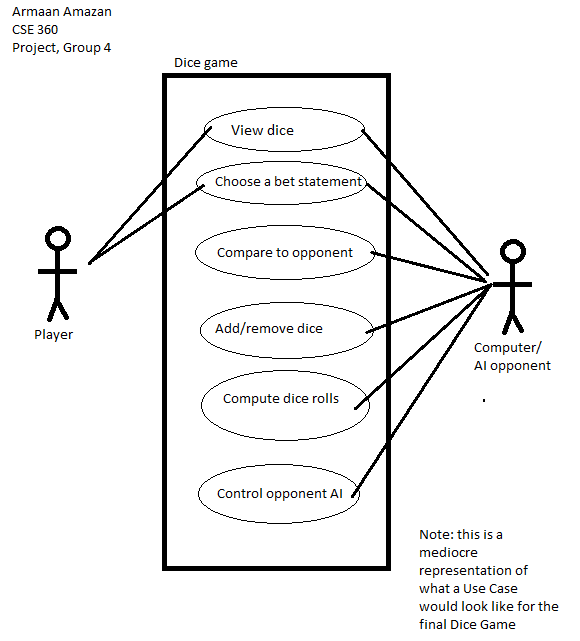 Armaan Amazan
CSE 360
Project, Group 4
Dice game
View dice
Choose a bet statement
Compare to opponent
Add/remove dice
Compute dice rolls
Control opponent AI
Player
Computer/
AI opponent
Note: this is a
mediocre
representation of
what a Use Case
would look like for the
final Dice Game